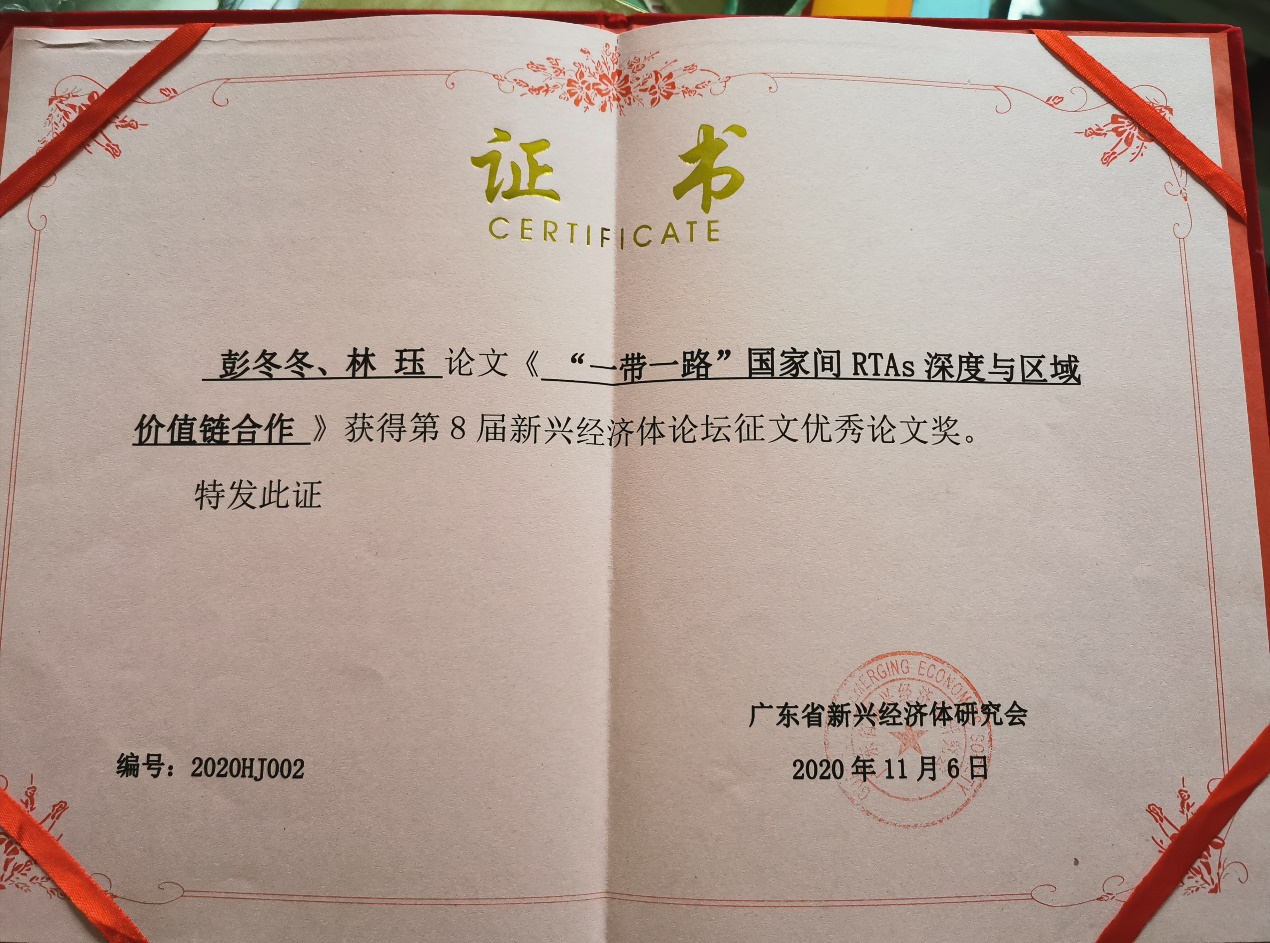 证 书
CERTIFICATE
彭冬冬、林 珏 论文《 “一带一路”国家间 RTAs 深度与区域
价值链合作 》获得第 8 届新兴经济体论坛征文优秀论文奖。
特发此证
广东省新兴经济体研究会
编号：2020HJ002
2020 年 11 月 6 日